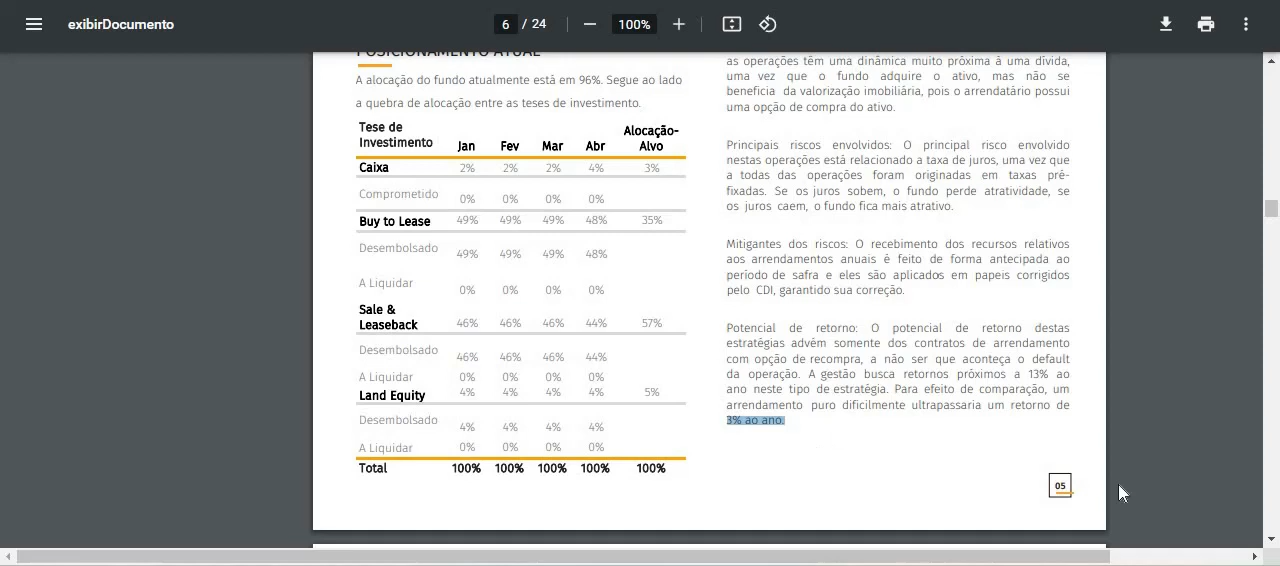 exibirDocumento
6 / 24
100%
POSICIONAMENTO ATUAL
A alocação do fundo atualmente está em 96%. Segue ao lado
a quebra de alocação entre as teses de investimento.
Tese de
Investimento Jan Fev Mar Abr Alocação-
Alvo
Caixa 2% 2% 2% 4% 3%
Comprometido 0% 0% 0% 0%
Buy to Lease 49% 49% 49% 48% 35%
Desembolsado 49% 49% 49% 48%
A Liquidar 0% 0% 0% 0%
Sale &
Leaseback 46% 46% 46% 44% 57%
Desembolsado 46% 46% 46% 44%
A Liquidar 0% 0% 0% 0%
Land Equity 4% 4% 4% 4% 5%
Desembolsado 4% 4% 4% 4%
A Liquidar 0% 0% 0% 0%
Total 100% 100% 100% 100% 100%
as operações têm uma dinâmica muito próxima à uma dívida,
uma vez que o fundo adquire o ativo, mas não se
beneficia da valorização imobiliária, pois o arrendatário possui
uma opção de compra do ativo.
Principais riscos envolvidos: O principal risco envolvido
nestas operações está relacionado a taxa de juros, uma vez que
a todas das operações foram originadas em taxas pré-
fixadas. Se os juros sobem, o fundo perde atratividade, se
os juros caem, o fundo fica mais atrativo.
Mitigantes dos riscos: O recebimento dos recursos relativos
aos arrendamentos anuais é feito de forma antecipada ao
período de safra e eles são aplicados em papeis corrigidos
pelo CDI, garantido sua correção.
Potencial de retorno: O potencial de retorno destas
estratégias advém somente dos contratos de arrendamento
com opção de recompra, a não ser que aconteça o default
da operação. A gestão busca retornos próximos a 13% ao
ano neste tipo de estratégia. Para efeito de comparação, um
arrendamento puro dificilmente ultrapassaria um retorno de
3% ao ano.
05